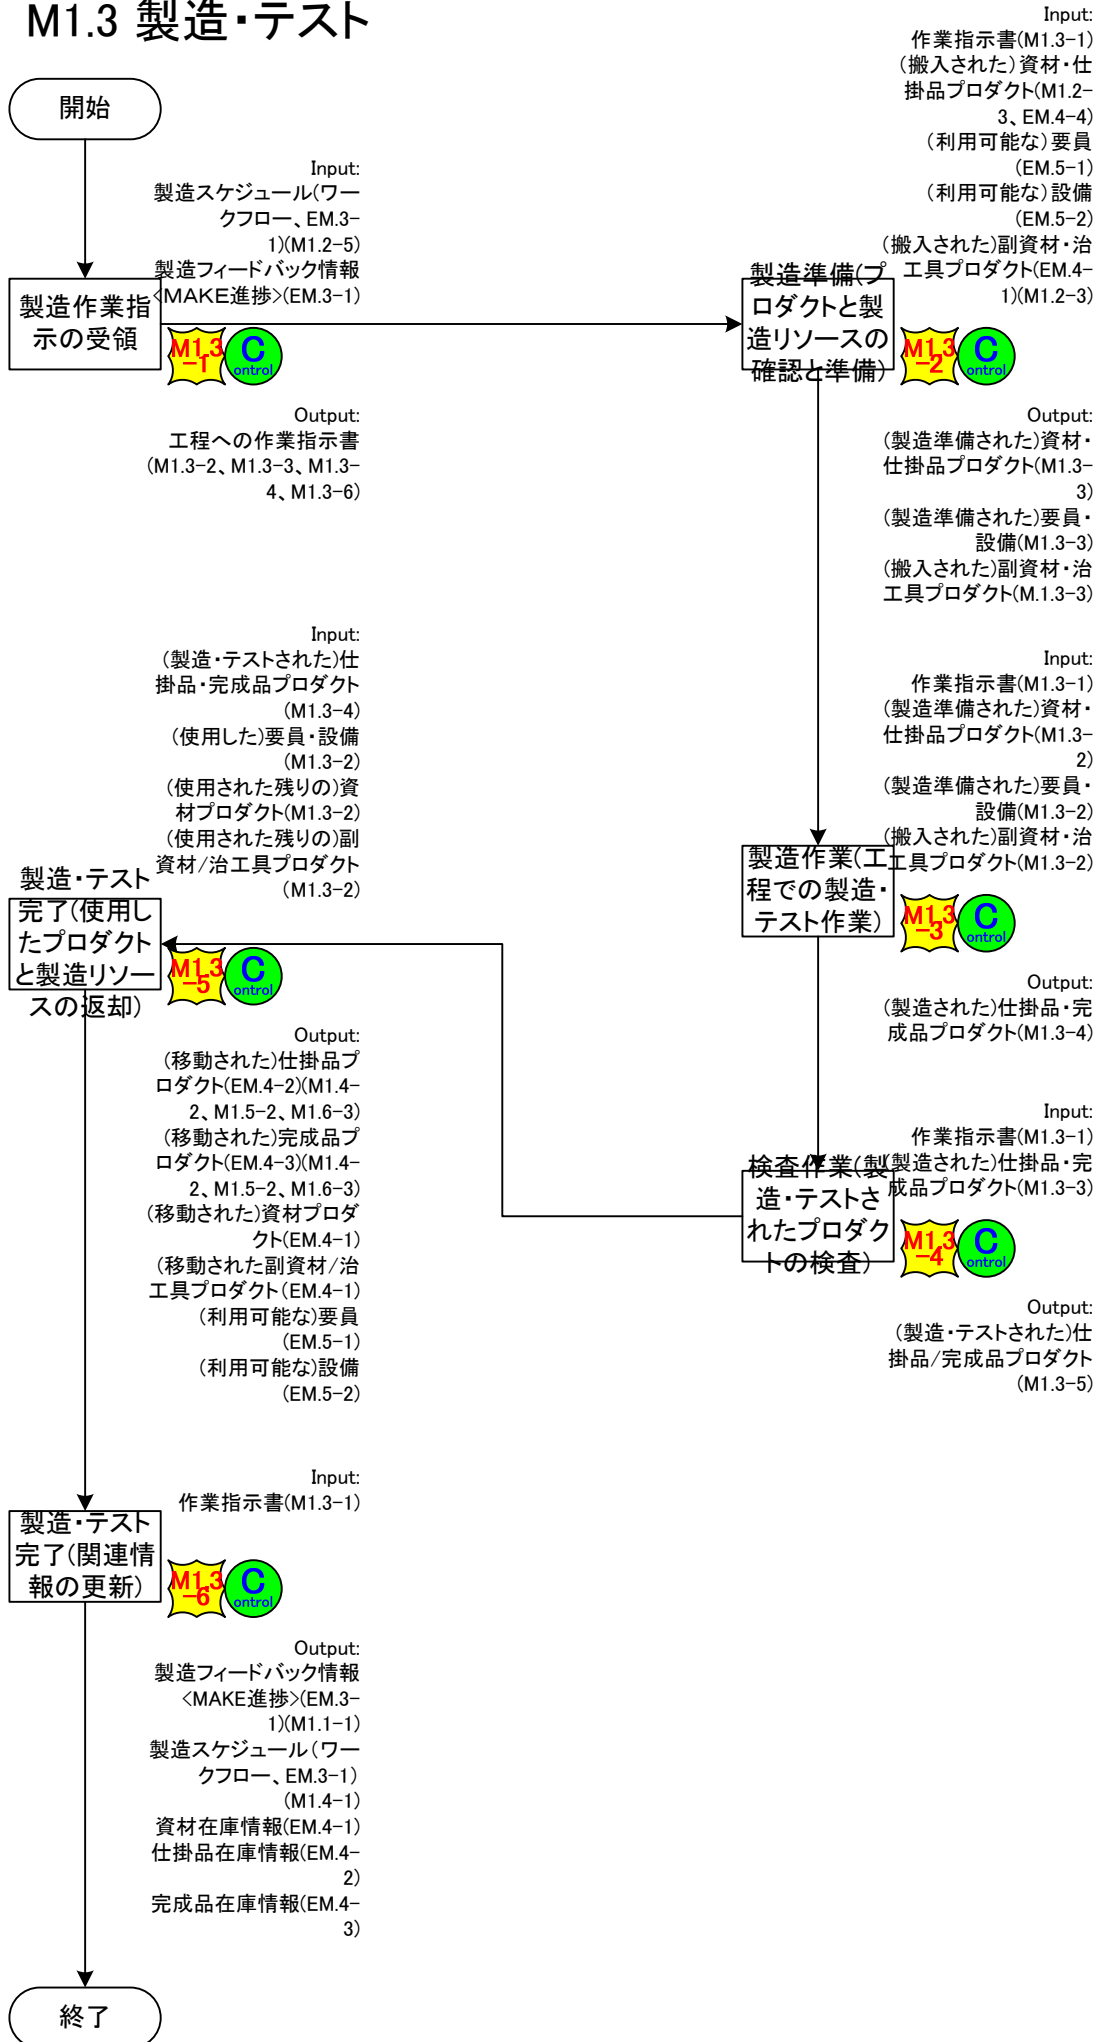 M1.3 製造・テスト
開始
Input:
製造スケジュール(ワー
クフロー、EM.3-
1)(M1.2-5)
製造フィードバック情報
<MAKE進捗>(EM.3-1)
製造作業指
示の受領
M1.3
-1
C
ontrol
Output:
工程への作業指示書
(M1.3-2、M1.3-3、M1.3-
4、M1.3-6)
Input:
作業指示書(M1.3-1)
(搬入された)資材・仕
掛品プロダクト(M1.2-
3、EM.4-4)
(利用可能な)要員
(EM.5-1)
(利用可能な)設備
(EM.5-2)
(搬入された)副資材・治
工具プロダクト(EM.4-
1)(M1.2-3)
製造準備(プ
ロダクトと製
造リソースの
確認と準備)
M1.3
-2
C
ontrol
Output:
(製造準備された)資材・
仕掛品プロダクト(M1.3-
3)
(製造準備された)要員・
設備(M1.3-3)
(搬入された)副資材・治
工具プロダクト(M.1.3-3)
Input:
作業指示書(M1.3-1)
(製造準備された)資材・
仕掛品プロダクト(M1.3-
2)
(製造準備された)要員・
設備(M1.3-2)
(搬入された)副資材・治
工具プロダクト(M1.3-2)
製造作業(工
程での製造・
テスト作業)
M1.3
-3
C
ontrol
Output:
(製造された)仕掛品・完
成品プロダクト(M1.3-4)
Input:
作業指示書(M1.3-1)
(製造された)仕掛品・完
成品プロダクト(M1.3-3)
検査作業(製
造・テストさ
れたプロダク
トの検査)
M1.3
-4
C
ontrol
Output:
(製造・テストされた)仕
掛品/完成品プロダクト
(M1.3-5)
Input:
(製造・テストされた)仕
掛品・完成品プロダクト
(M1.3-4)
(使用した)要員・設備
(M1.3-2)
(使用された残りの)資
材プロダクト(M1.3-2)
(使用された残りの)副
資材/治工具プロダクト
(M1.3-2)
製造・テスト
完了(使用し
たプロダクト
と製造リソー
スの返却)
M1.3
-5
C
ontrol
Output:
(移動された)仕掛品プ
ロダクト(EM.4-2)(M1.4-
2、M1.5-2、M1.6-3)
(移動された)完成品プ
ロダクト(EM.4-3)(M1.4-
2、M1.5-2、M1.6-3)
(移動された)資材プロダ
クト(EM.4-1)
(移動された副資材/治
工具プロダクト(EM.4-1)
(利用可能な)要員
(EM.5-1)
(利用可能な)設備
(EM.5-2)
Input:
作業指示書(M1.3-1)
製造・テスト
完了(関連情
報の更新)
M1.3
-6
C
ontrol
Output:
製造フィードバック情報
<MAKE進捗>(EM.3-
1)(M1.1-1)
製造スケジュール(ワー
クフロー、EM.3-1)
(M1.4-1)
資材在庫情報(EM.4-1)
仕掛品在庫情報(EM.4-
2)
完成品在庫情報(EM.4-
3)
終了